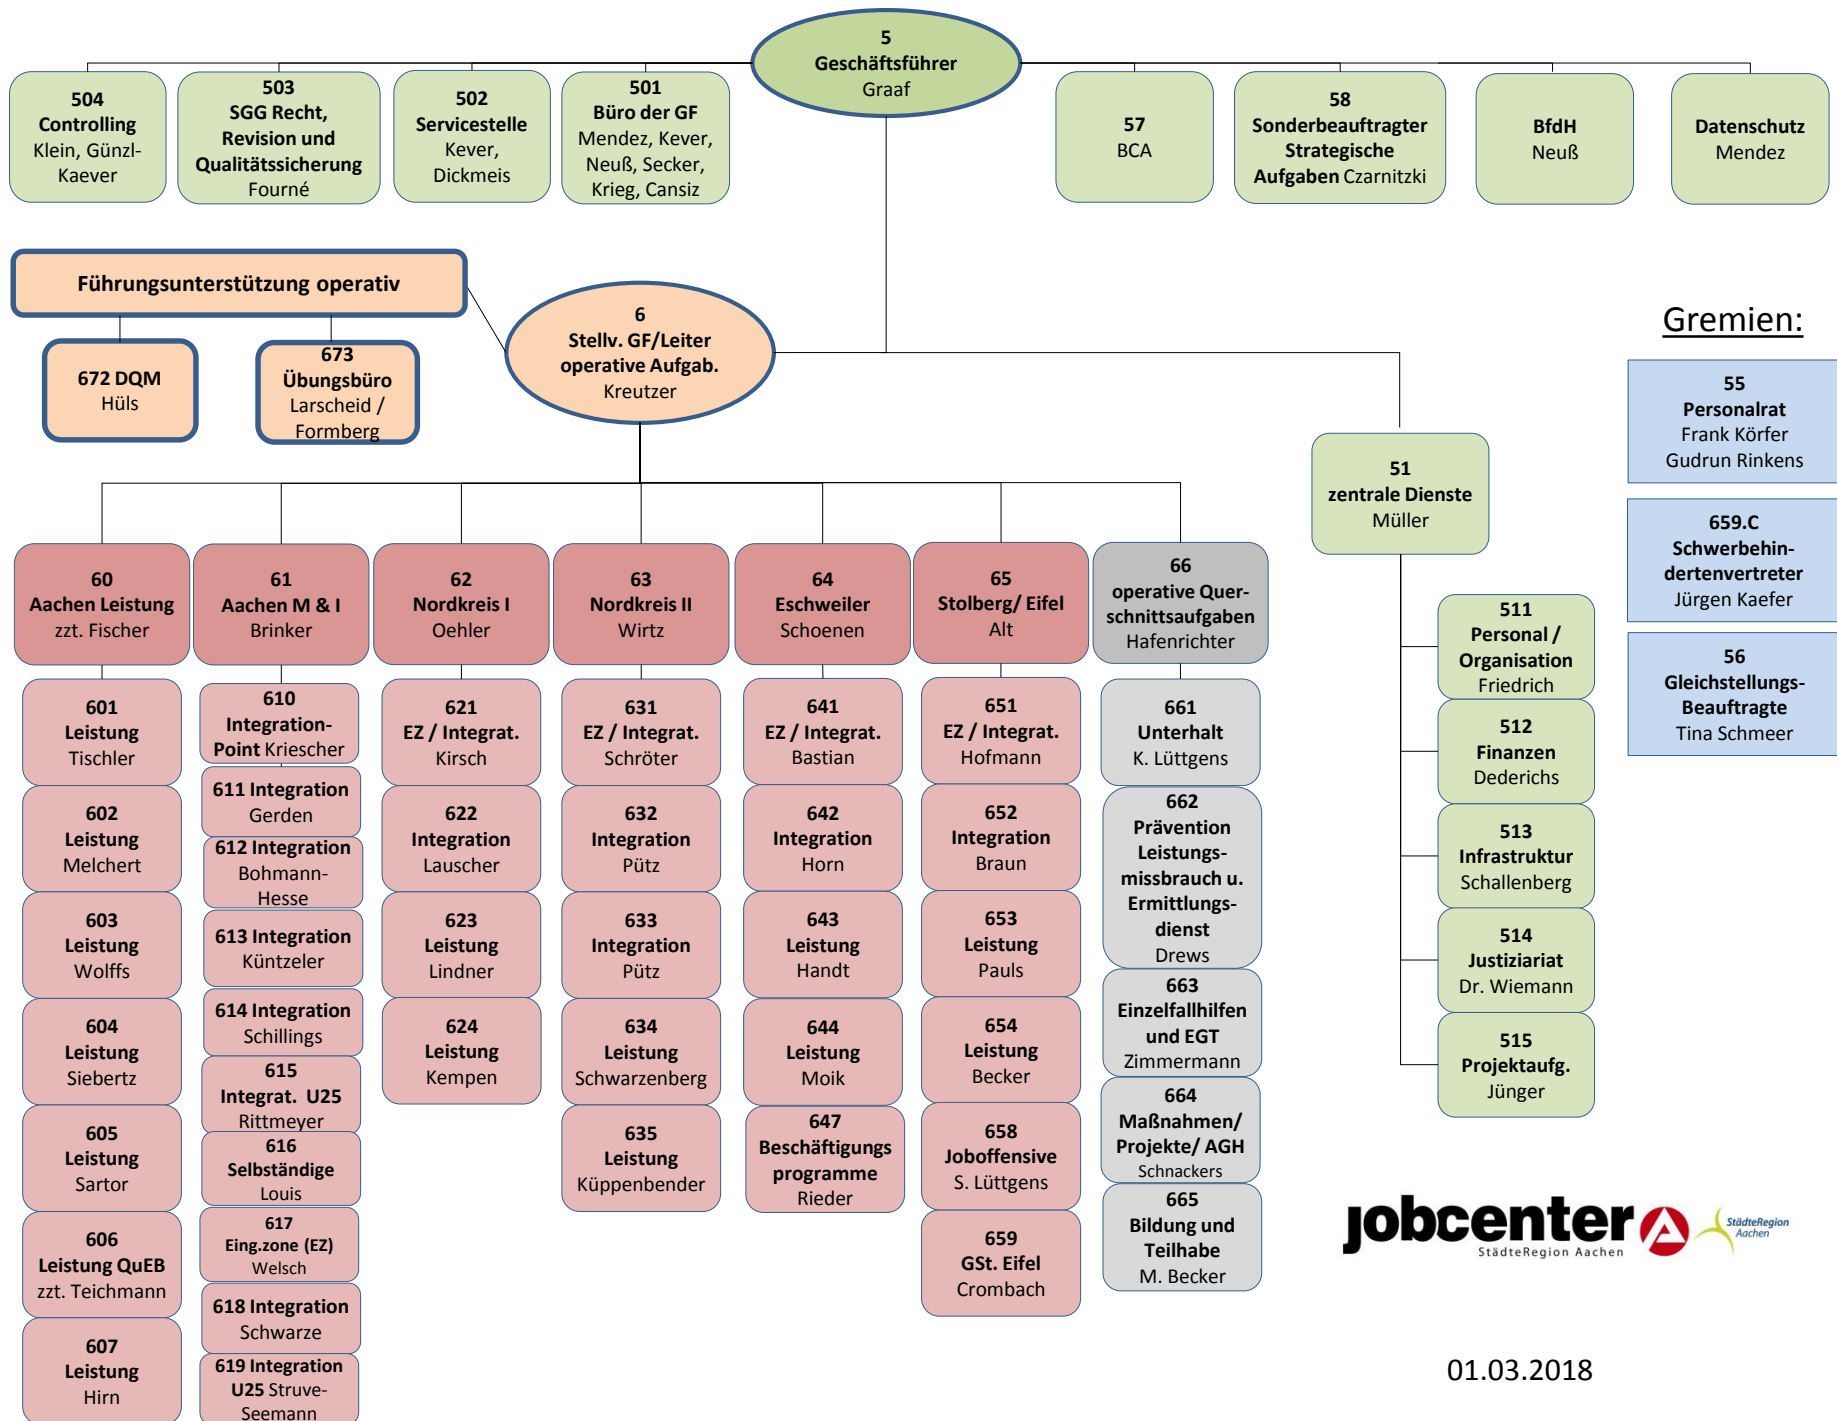 5
Geschäftsführer
Graaf
504
Controlling
Klein, Günzl-
Kaever
503
SGG Recht,
Revision und
Qualitätssicherung
Fourné
502
Servicestelle
Kever,
Dickmeis
501
Büro der GF
Mendez, Kever,
Neuß, Secker,
Krieg, Cansiz
57
BCA
58
Sonderbeauftragter
Strategische
Aufgaben Czarnitzki
BfdH
Neuß
Datenschutz
Mendez
Führungsunterstützung operativ
672 DQM
Hüls
673
Übungsbüro
Larscheid /
Formberg
6
Stellv. GF/Leiter
operative Aufgab.
Kreutzer
Gremien:
55
Personalrat
Frank Körfer
Gudrun Rinkens
659.C
Schwerbehin-
dertenvertreter
Jürgen Kaefer
56
Gleichstellungs-
Beauftragte
Tina Schmeer
51
zentrale Dienste
Müller
511
Personal /
Organisation
Friedrich
512
Finanzen
Dederichs
513
Infrastruktur
Schallenberg
514
Justiziariat
Dr. Wiemann
515
Projektaufg.
Jünger
60
Aachen Leistung
zzt. Fischer
601
Leistung
Tischler
602
Leistung
Melchert
603
Leistung
Wolffs
604
Leistung
Siebertz
605
Leistung
Sartor
606
Leistung QuEB
zzt. Teichmann
607
Leistung
Hirn
61
Aachen M & I
Brinker
610
Integration-
Point Kriescher
611 Integration
Gerden
612 Integration
Bohmann-
Hesse
613 Integration
Küntzeler
614 Integration
Schillings
615
Integrat. U25
Rittmeyer
616
Selbständige
Louis
617
Eing.zone (EZ)
Welsch
618 Integration
Schwarze
619 Integration
U25 Struve-
Seemann
62
Nordkreis I
Oehler
621
EZ / Integrat.
Kirsch
622
Integration
Lauscher
623
Leistung
Lindner
624
Leistung
Kempen
63
Nordkreis II
Wirtz
631
EZ / Integrat.
Schröter
632
Integration
Pütz
633
Integration
Pütz
634
Leistung
Schwarzenberg
635
Leistung
Küppenbender
64
Eschweiler
Schoenen
641
EZ / Integrat.
Bastian
642
Integration
Horn
643
Leistung
Handt
644
Leistung
Moik
647
Beschäftigungs
programme
Rieder
65
Stolberg/ Eifel
Alt
651
EZ / Integrat.
Hofmann
652
Integration
Braun
653
Leistung
Pauls
654
Leistung
Becker
658
Joboffensive
S. Lüttgens
659
GSt. Eifel
Crombach
66
operative Quer-
schnittsaufgaben
Hafenrichter
661
Unterhalt
K. Lüttgens
662
Prävention
Leistungs-
missbrauch u.
Ermittlungs-
dienst
Drews
663
Einzelfallhilfen
und EGT
Zimmermann
664
Maßnahmen/
Projekte/ AGH
Schnackers
665
Bildung und
Teilhabe
M. Becker
jobcenter
StädteRegion Aachen
StädteRegion
Aachen
01.03.2018